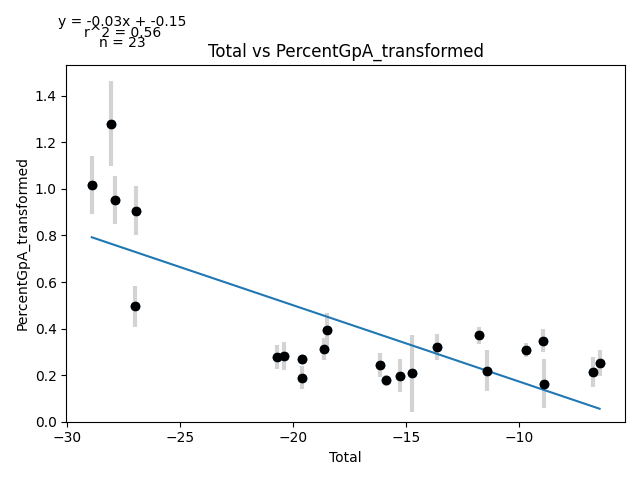 y = -0.03x + -0.15
r^2 = 0.56
n = 23
Total vs PercentGpA_transformed
PercentGpA_transformed
1.4
1.2
1.0
0.8
0.6
0.4
0.2
0.0
−30
−25
−20
−15
−10
Total